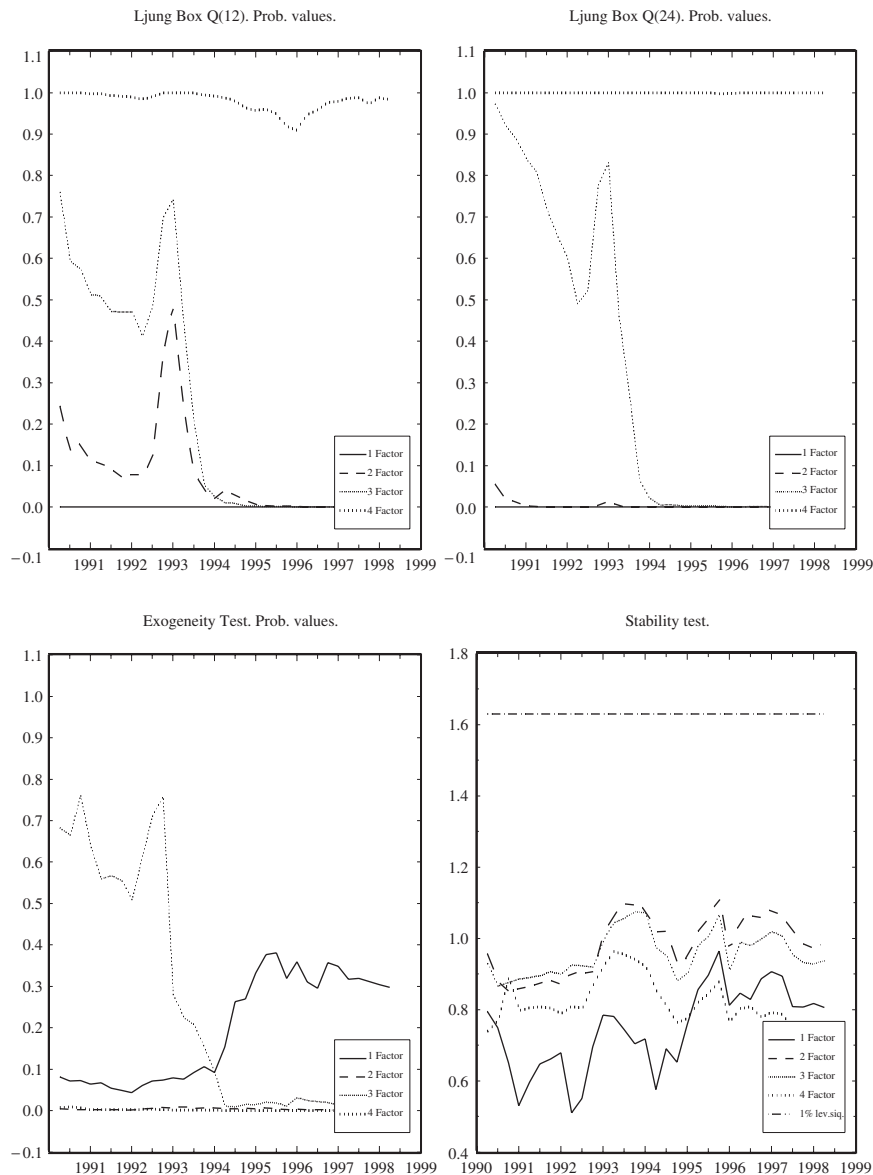 Ljung Box Q(12). Prob. values.
1.1
1.0
0.9
0.8
0.7
0.6
0.5
0.4
0.3
0.2
0.1
0.0
−0.1
1 Factor
2 Factor
3 Factor
4 Factor
1991 1992 1993 1994 1995 1996 1997 1998 1999
Ljung Box Q(24). Prob. values.
1.1
1.0
0.9
0.8
0.7
0.6
0.5
0.4
0.3
0.2
0.1
0.0
−0.1
1 Factor
2 Factor
3 Factor
4 Factor
1991 1992 1993 1994 1995 1996 1997 1998 1999
Exogeneity Test. Prob. values.
1.1
1.0
0.9
0.8
0.7
0.6
0.5
0.4
0.3
0.2
0.1
0.0
−0.1
1 Factor
2 Factor
3 Factor
4 Factor
1991 1992 1993 1994 1995 1996 1997 1998 1999
Stability test.
1.8
1.6
1.4
1.2
1.0
0.8
0.6
0.4
1 Factor
2 Factor
3 Factor
4 Factor
1% lev.siq.
1990 1991 1992 1993 1994 1995 1996 1997 1998 1999